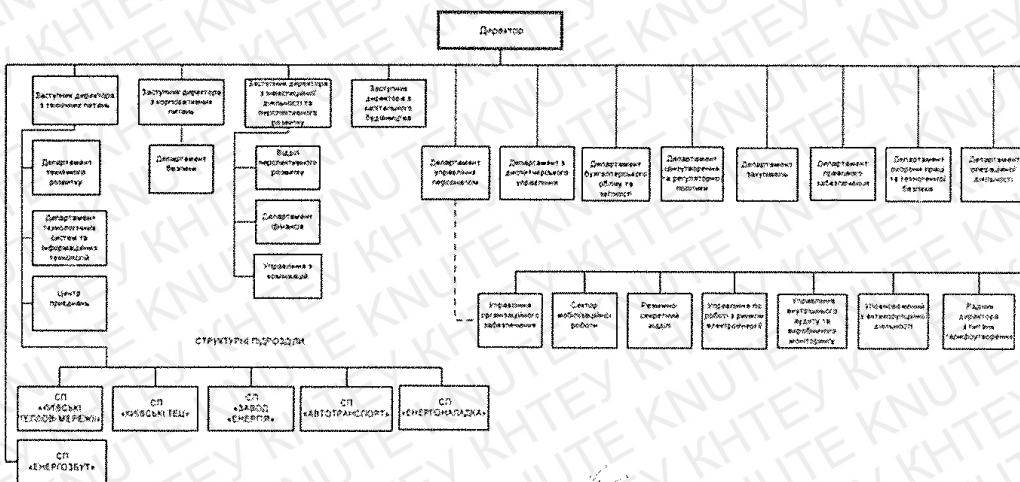 Директор
Заступник директора
з технічних питань
Заступник директора
з корпоративних
питань
Заступник директора
з інвестиційної
діяльності та
перспективного
розвитку
Заступник
директора з
капітального
будівництва
Департамент
технічного
розвитку
Департамент
безпеки
Відділ
перспективного
розвитку
Департамент
управління
персоналом
Департамент з
диспетчерського
управління
Департамент
бухгалтерського
обліку та
звітності
Департамент
ціноутворення
та регуляторної
політики
Департамент
закупівель
Департамент
правового
забезпечення
Департамент
охорони праці
та техногенної
безпеки
Департамент
операційної
діяльності
Департамент
технологічних
систем та
інформаційних
технологій
Департамент
фінансів
Центр
приєднань
Управління з
комунікацій
Управління
організаційного
забезпечення
Сектор
мобілізаційної
роботи
Режимно-
секретний
відділ
Управління по
роботі з ринком
електроенергії
Управління
внутрішнього
аудиту та
виробничого
моніторингу
Уповноважений
з антикорупційної
діяльності
Радник
директора
з питань
тарифоутворення
СТРУКТУРНІ ПІДРОЗДІЛИ
СП
«КИЇВСЬКІ
ТЕПЛОВІ МЕРЕЖІ»
СП
«КИЇВСЬКІ ТЕЦ»
СП
«ЗАВОД
«ЕНЕРГІЯ»
СП
«АВТОТРАНСПОРТ»
СП
«ЕНЕРГОНАЛАДКА»
СП
«ЕНЕРГОЗБУТ»
KNUTE КНТЕУ